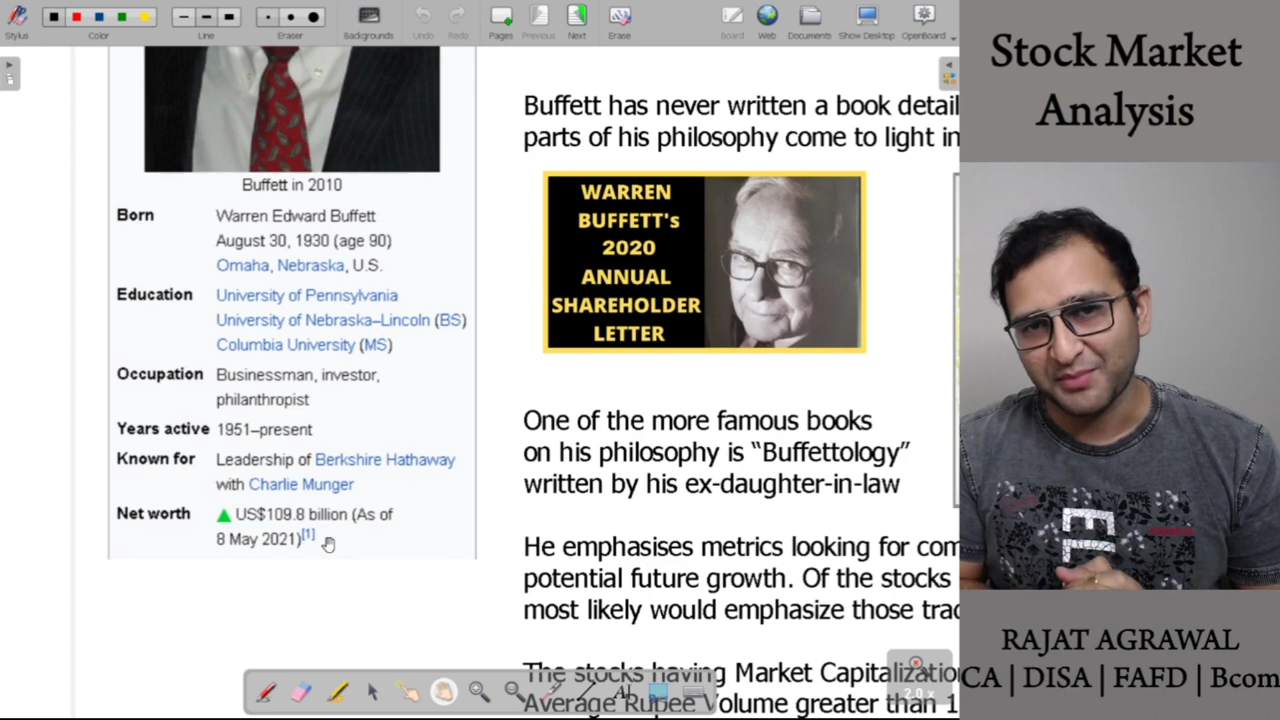 Stylus
Color
Line
Eraser
Backgrounds
Undo
Redo
Pages
Previous
Next
Erase
Board
Web
Documents
Show Desktop
OpenBoard
Buffett in 2010
Born Warren Edward Buffett
August 30, 1930 (age 90)
Omaha, Nebraska, U.S.
Education University of Pennsylvania
University of Nebraska–Lincoln (BS)
Columbia University (MS)
Occupation Businessman, investor,
philanthropist
Years active 1951–present
Known for Leadership of Berkshire Hathaway
with Charlie Munger
Net worth ▲ US$109.8 billion (As of
8 May 2021)[1]
Buffett has never written a book detail
parts of his philosophy come to light in
WARREN
BUFFETT's
2020
ANNUAL
SHAREHOLDER
LETTER
One of the more famous books
on his philosophy is “Buffettology”
written by his ex-daughter-in-law
He emphasises metrics looking for com
potential future growth. Of the stocks
most likely would emphasize those trad
The stocks having Market Capitalizatio
Average Rupee Volume greater than 1
2.0 x
Stock Market
Analysis
EL
RAJAT AGRAWAL
CA | DISA | FAFD | Bcom